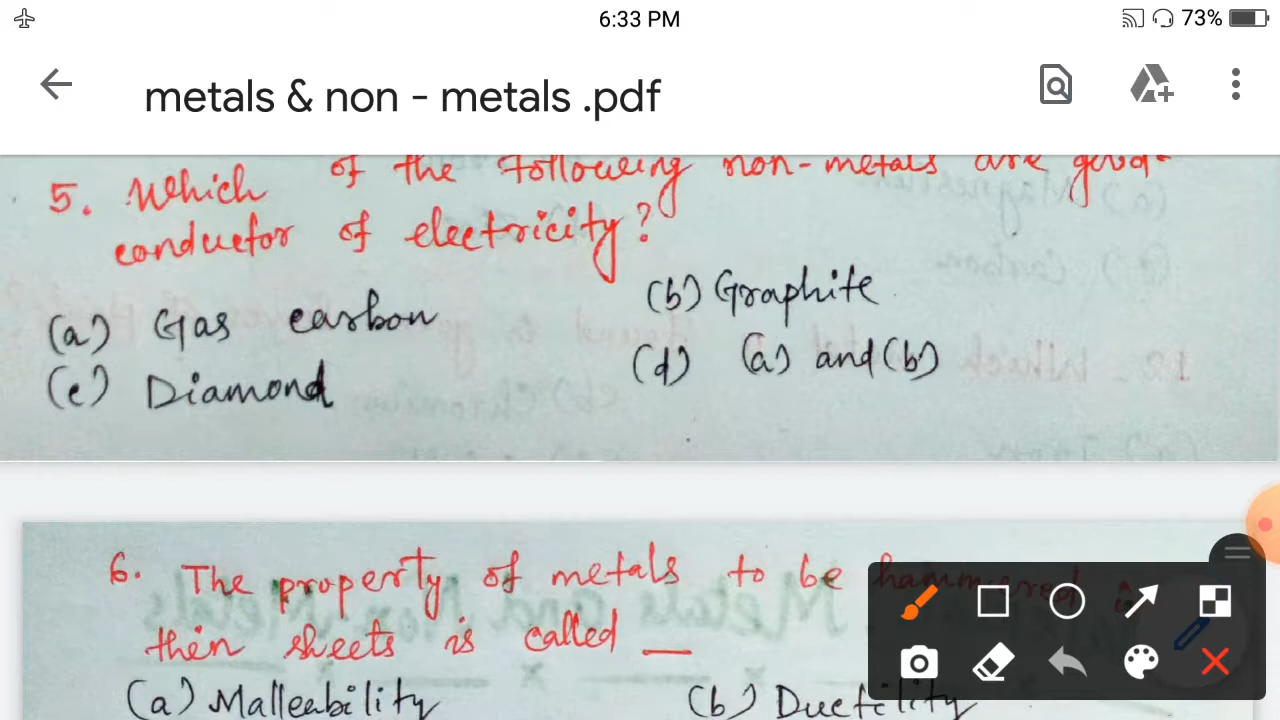 6:33 PM
73%
metals & non - metals .pdf
5. Which of the following non-metals are good
conductor of electricity?
(a) Gas carbon
(b) Graphite
(c) Diamond
(d) (a) and (b)
6. The property of metals to be hammered
thin sheets is called __
(a) Malleability
(b) Ductility